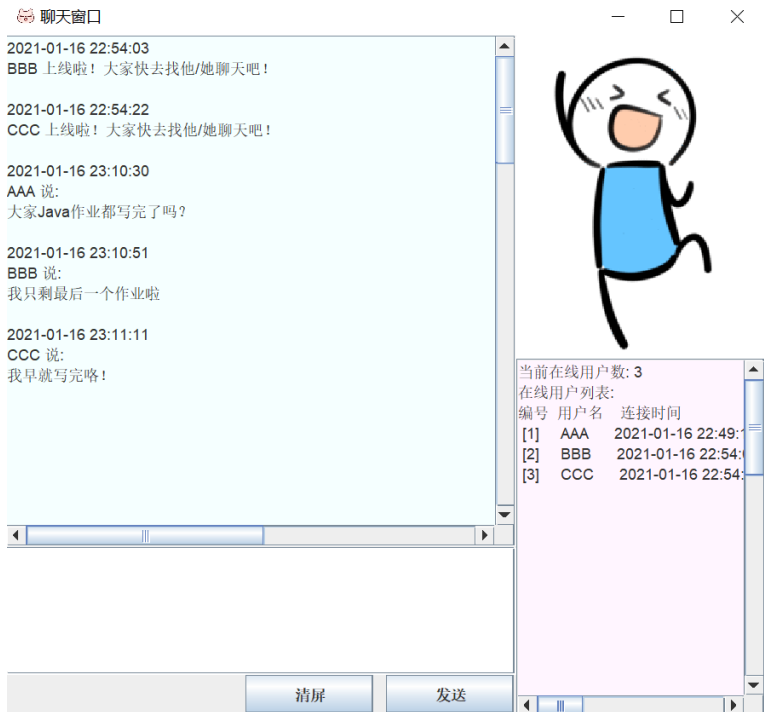 聊天窗口
2021-01-16 22:54:03
BBB 上线啦！大家快去找他/她聊天吧！
2021-01-16 22:54:22
CCC 上线啦！大家快去找他/她聊天吧！
2021-01-16 23:10:30
AAA 说:
大家Java作业都写完了吗?
2021-01-16 23:10:51
BBB 说:
我只剩最后一个作业啦
2021-01-16 23:11:11
CCC 说:
我早就写完咯！
当前在线用户数: 3
在线用户列表:
编号 用户名 连接时间
[1] AAA 2021-01-16 22:49:
[2] BBB 2021-01-16 22:54:
[3] CCC 2021-01-16 22:54:
清屏 发送